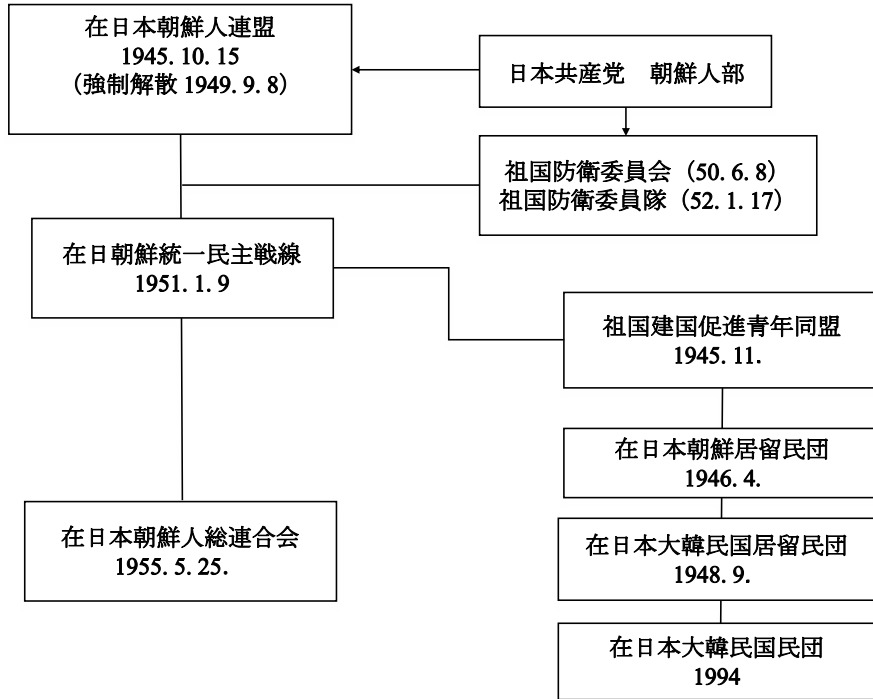 在日本朝鮮人連盟
1945. 10. 15
(強制解散 1949. 9. 8)
日本共産党　朝鮮人部
祖国防衛委員会 (50. 6. 8)
祖国防衛委員隊 (52. 1. 17)
在日朝鮮統一民主戦線
1951. 1. 9
祖国建国促進青年同盟
1945. 11.
在日本朝鮮居留民団
1946. 4.
在日本朝鮮人総連合会
1955. 5. 25.
在日本大韓民国居留民団
1948. 9.
在日本大韓民国民団
1994